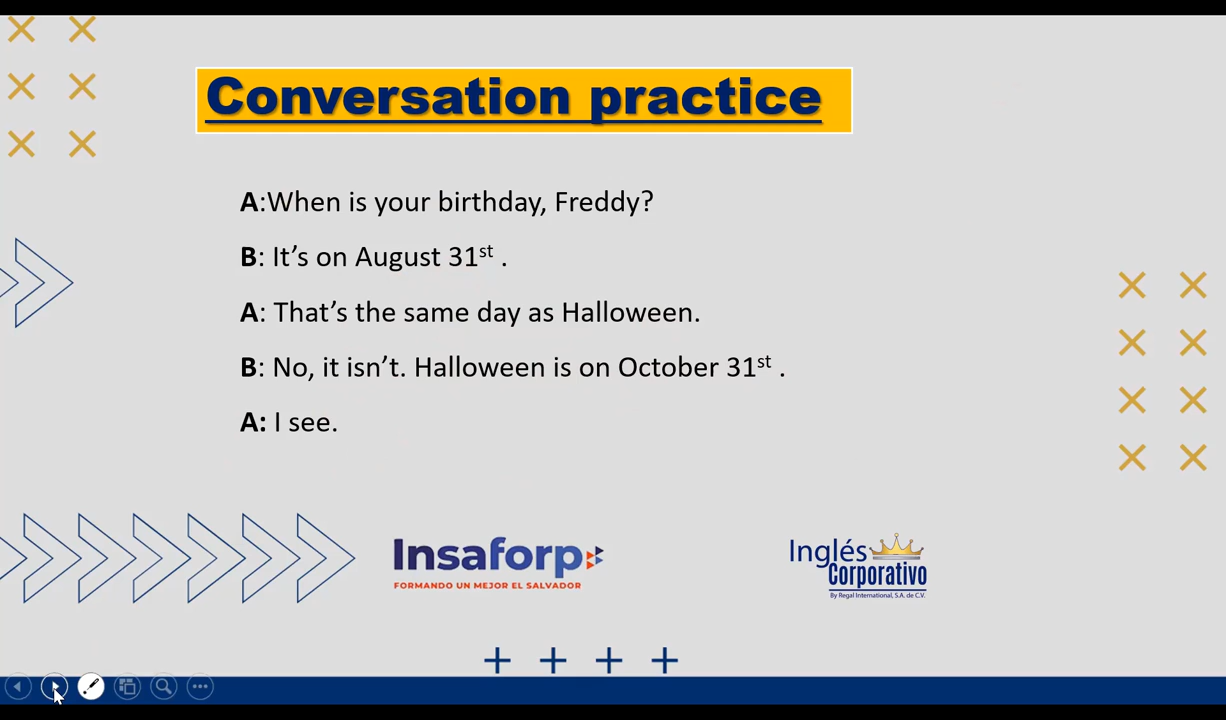 Conversation practice
A:When is your birthday, Freddy?
B: It’s on August 31st .
A: That’s the same day as Halloween.
B: No, it isn’t. Halloween is on October 31st .
A: I see.
Insaforp
FORMANDO UN MEJOR EL SALVADOR
Inglés
Corporativo
By Regal International, S.A. de C.V.